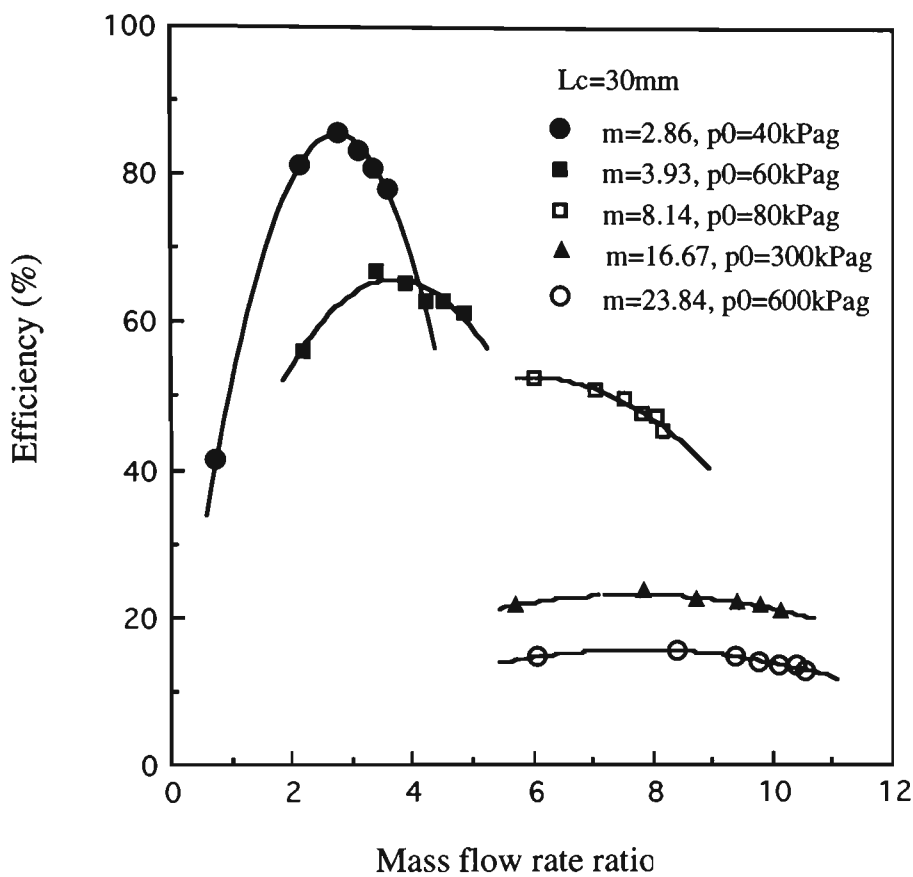 100
80
60
40
20
0
Efficiency (%)
Lc=30mm
m=2.86, p0=40kPag
m=3.93, p0=60kPag
m=8.14, p0=80kPag
m=16.67, p0=300kPag
m=23.84, p0=600kPag
0 2 4 6 8 10 12
Mass flow rate ratio